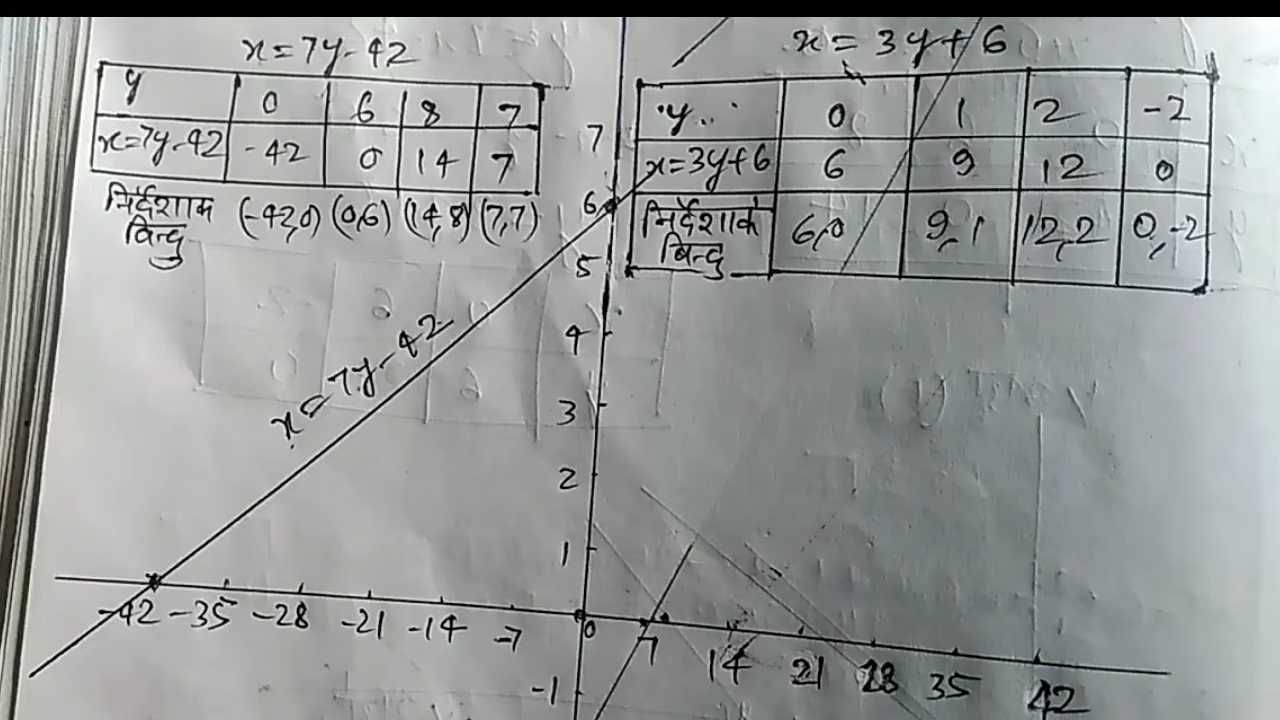 x=7y-42
y 0 6 8 7
x=7y-42 -42 0 14 7
निर्देशाक (-42,0) (0,6) (14,8) (7,7)
बिन्दु
x = 3y+6
y.. 0 1 2 -2
x=3y+6 6 9 12 0
निर्देशाकं 6,0 9,1 12,2 0,-2
बिन्दु
7
6
5
4
3
2
1
x=7y-42
-42 -35 -28 -21 -14 -7 0 7 14 21 28 35 42
-1